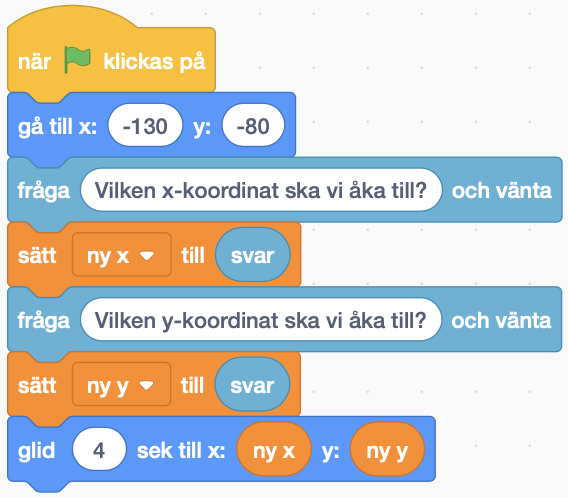 när klickas på
gå till x: -130 y: -80
fråga Vilken x-koordinat ska vi åka till? och vänta
sätt ny x till svar
fråga Vilken y-koordinat ska vi åka till? och vänta
sätt ny y till svar
glid 4 sek till x: ny x y: ny y